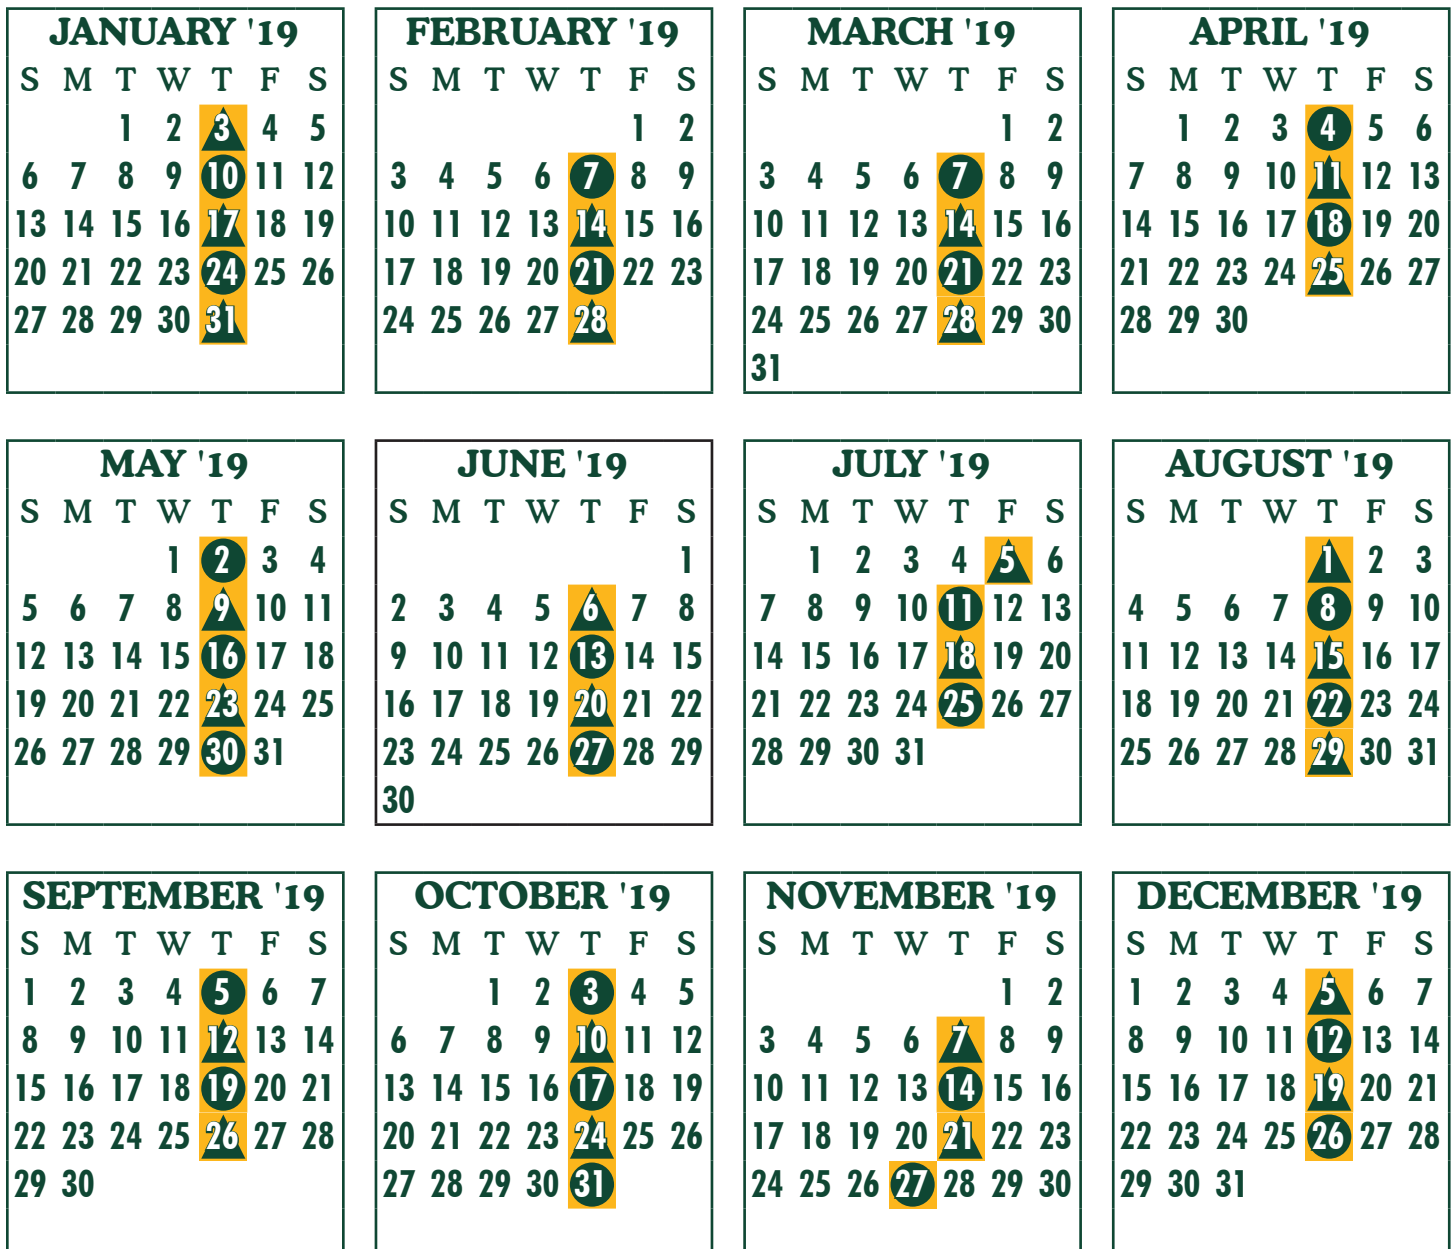 JANUARY '19
S M T W T F S
1 2 3 4 5
6 7 8 9 10 11 12
13 14 15 16 17 18 19
20 21 22 23 24 25 26
27 28 29 30 31
FEBRUARY '19
S M T W T F S
1 2
3 4 5 6 7 8 9
10 11 12 13 14 15 16
17 18 19 20 21 22 23
24 25 26 27 28
MARCH '19
S M T W T F S
1 2
3 4 5 6 7 8 9
10 11 12 13 14 15 16
17 18 19 20 21 22 23
24 25 26 27 28 29 30
31
APRIL '19
S M T W T F S
1 2 3 4 5 6
7 8 9 10 11 12 13
14 15 16 17 18 19 20
21 22 23 24 25 26 27
28 29 30
MAY '19
S M T W T F S
1 2 3 4
5 6 7 8 9 10 11
12 13 14 15 16 17 18
19 20 21 22 23 24 25
26 27 28 29 30 31
JUNE '19
S M T W T F S
1
2 3 4 5 6 7 8
9 10 11 12 13 14 15
16 17 18 19 20 21 22
23 24 25 26 27 28 29
30
JULY '19
S M T W T F S
1 2 3 4 5 6
7 8 9 10 11 12 13
14 15 16 17 18 19 20
21 22 23 24 25 26 27
28 29 30 31
AUGUST '19
S M T W T F S
1 2 3
4 5 6 7 8 9 10
11 12 13 14 15 16 17
18 19 20 21 22 23 24
25 26 27 28 29 30 31
SEPTEMBER '19
S M T W T F S
1 2 3 4 5 6 7
8 9 10 11 12 13 14
15 16 17 18 19 20 21
22 23 24 25 26 27 28
29 30
OCTOBER '19
S M T W T F S
1 2 3 4 5
6 7 8 9 10 11 12
13 14 15 16 17 18 19
20 21 22 23 24 25 26
27 28 29 30 31
NOVEMBER '19
S M T W T F S
1 2
3 4 5 6 7 8 9
10 11 12 13 14 15 16
17 18 19 20 21 22 23
24 25 26 27 28 29 30
DECEMBER '19
S M T W T F S
1 2 3 4 5 6 7
8 9 10 11 12 13 14
15 16 17 18 19 20 21
22 23 24 25 26 27 28
29 30 31